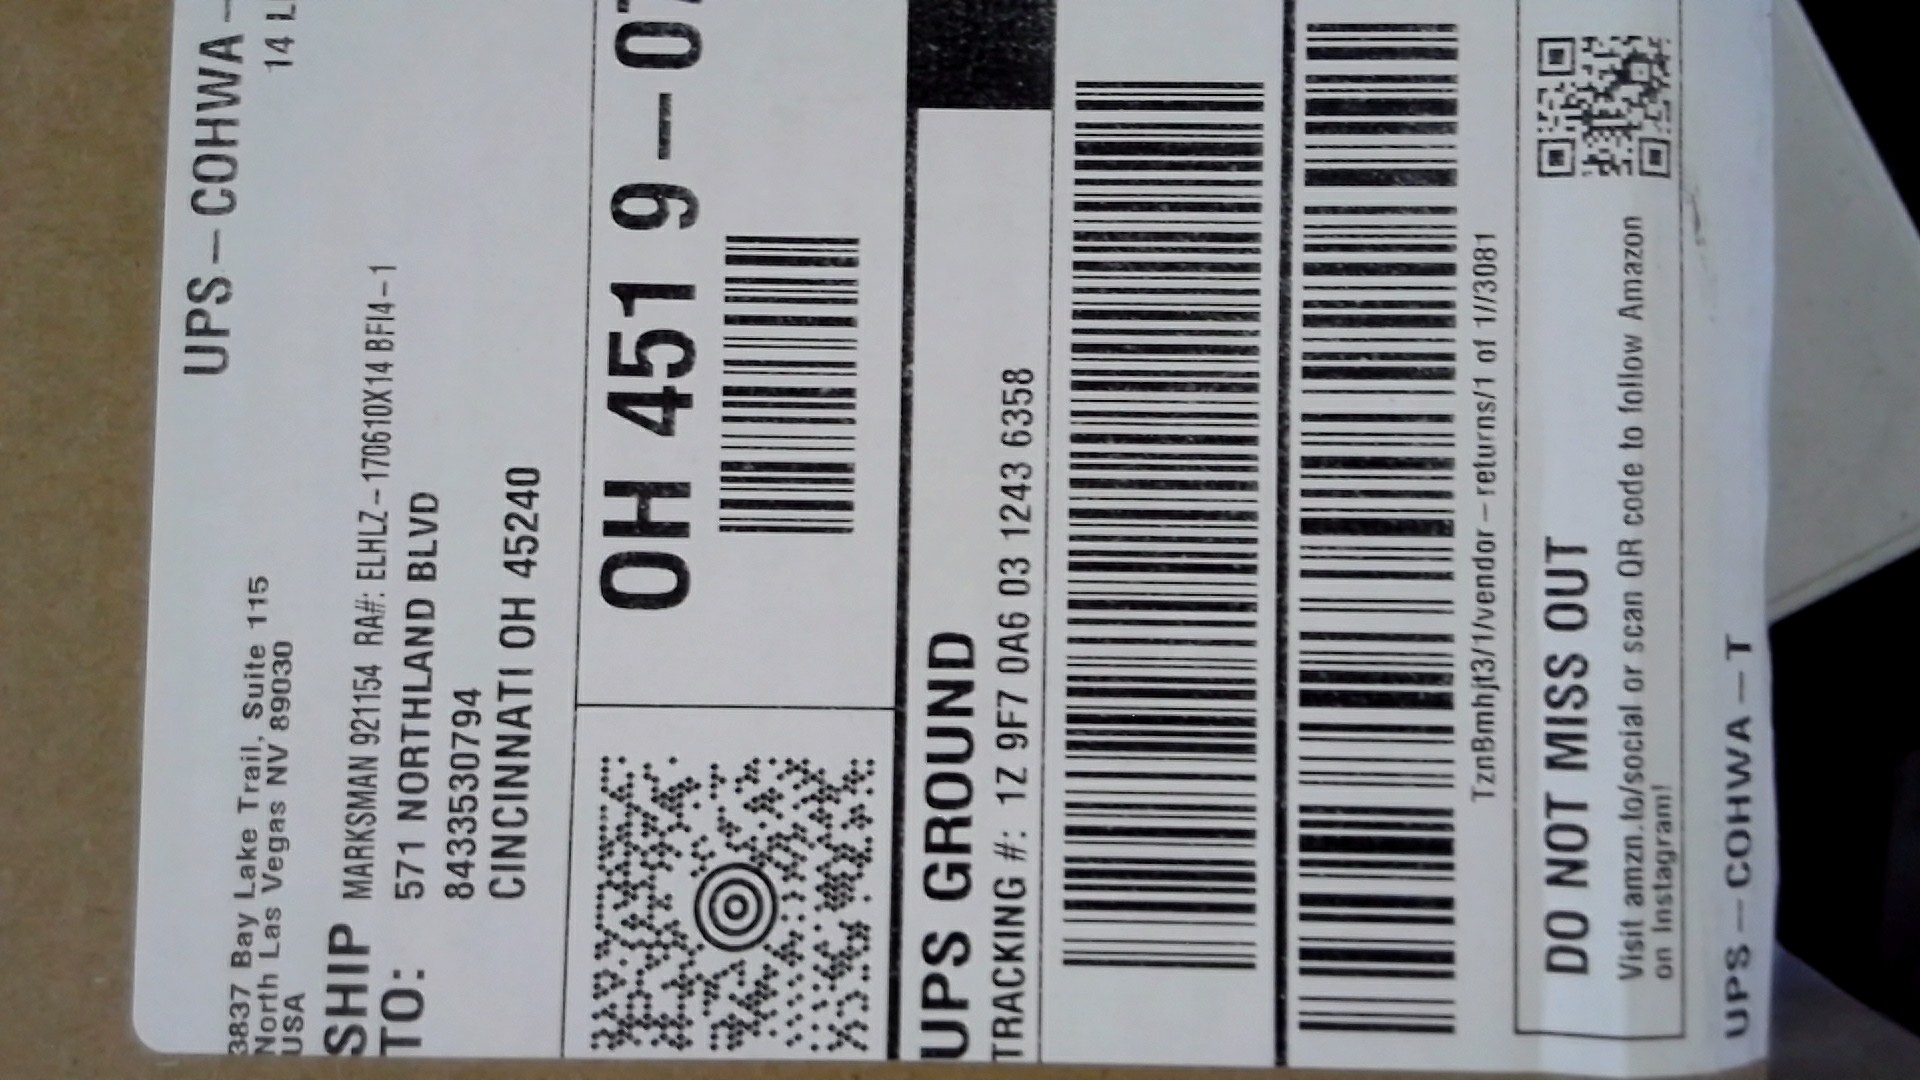 UPS-COHWA-
14 L
3837 Bay Lake Trail, Suite 115
North Las Vegas NV 89030
USA
SHIP
TO:
MARKSMAN 921154 RA#: ELHLZ-170610X14 BFI4-1
571 NORTHLAND BLVD
8433530794
CINCINNATI OH 45240
OH 451 9-07
UPS GROUND
TRACKING #: 1Z 9F7 0A6 03 1243 6358
TznBmhjt3/1/vendor-returns/1 of 1//3081
DO NOT MISS OUT
Visit amzn.to/social or scan QR code to follow Amazon
on Instagram!
UPS-COHWA-T